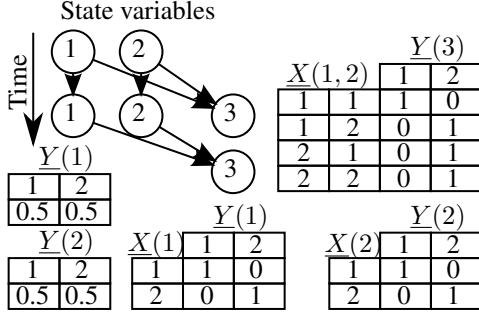 State variables
Time
1 2
1 2 3
3
Y(3)
X(1,2) 1 2
1 1 1 0
1 2 0 1
2 1 0 1
2 2 0 1
Y(1)
1 2
0.5 0.5
Y(2)
1 2
0.5 0.5
Y(1)
X(1) 1 2
1 1 0
2 0 1
Y(2)
X(2) 1 2
1 1 0
2 0 1